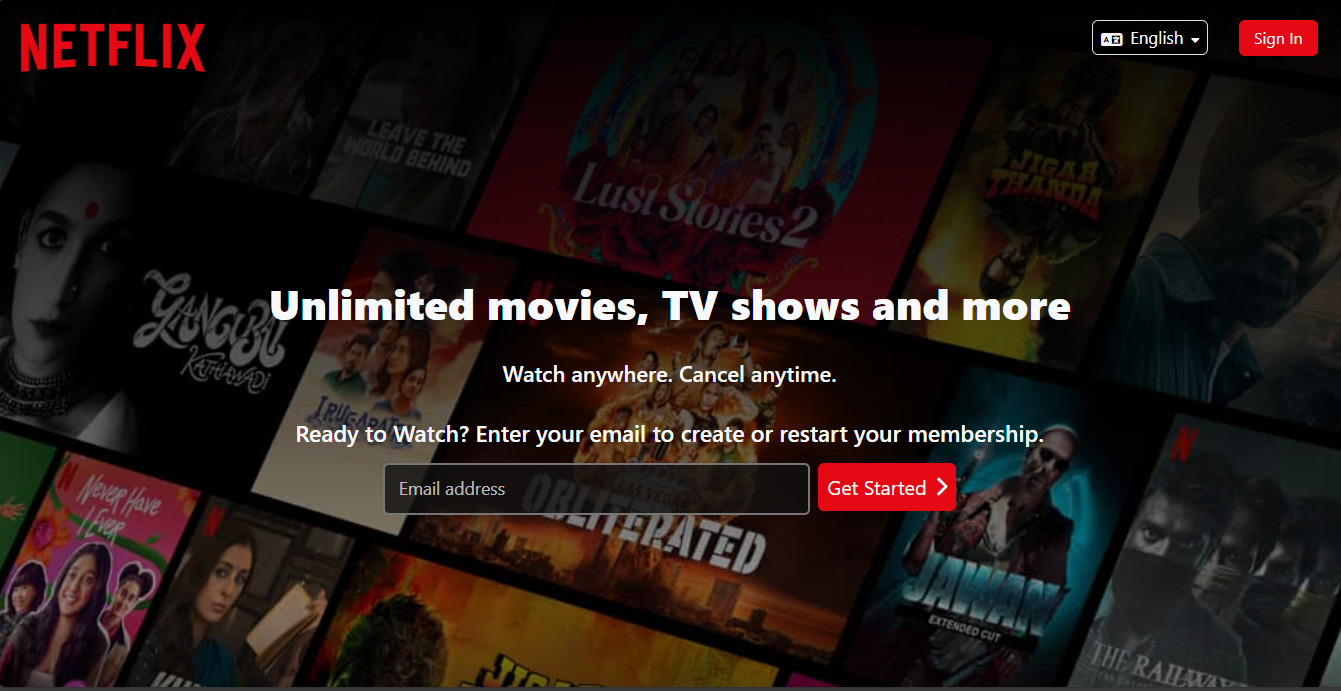 NETFLIX
English
Sign In
LEAVE THE
WORLD BEHIND
Lust Stories 2
JIGAR
THANDA
GANGUBAI
KATHIAWADI
Unlimited movies, TV shows and more
Watch anywhere. Cancel anytime.
Ready to Watch? Enter your email to create or restart your membership.
Email address
Get Started
LAS VEGAS
OBLITERATED
Never Have
I Ever
JAWAN
EXTENDED CUT
THE RAILWAY